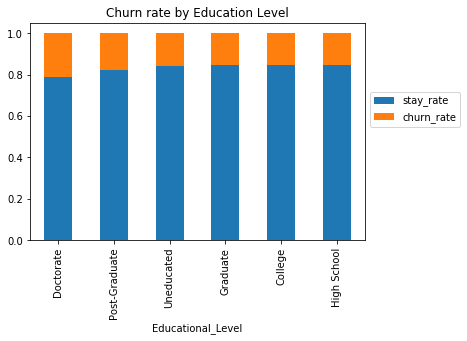 Churn rate by Education Level
1.0
0.8
0.6
0.4
0.2
0.0
stay_rate
churn_rate
Doctorate
Post-Graduate
Uneducated
Graduate
College
High School
Educational_Level